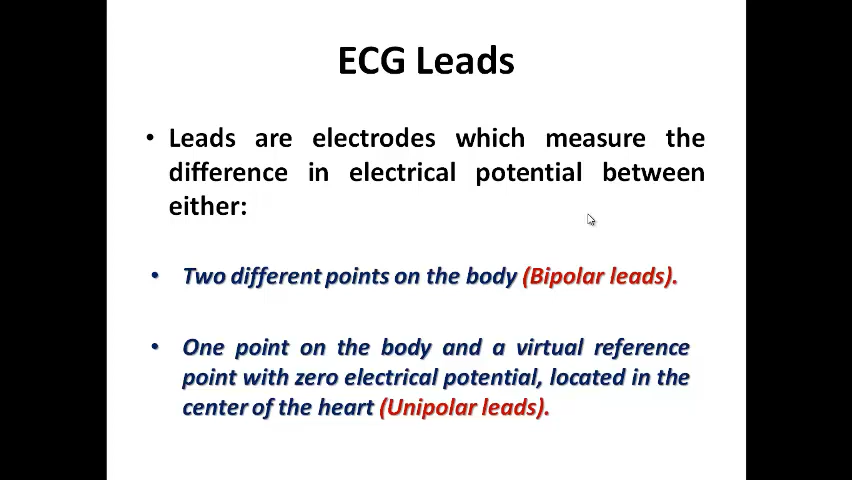 ECG Leads
• Leads are electrodes which measure the
difference in electrical potential between
either:
• Two different points on the body (Bipolar leads).
• One point on the body and a virtual reference
point with zero electrical potential, located in the
center of the heart (Unipolar leads).